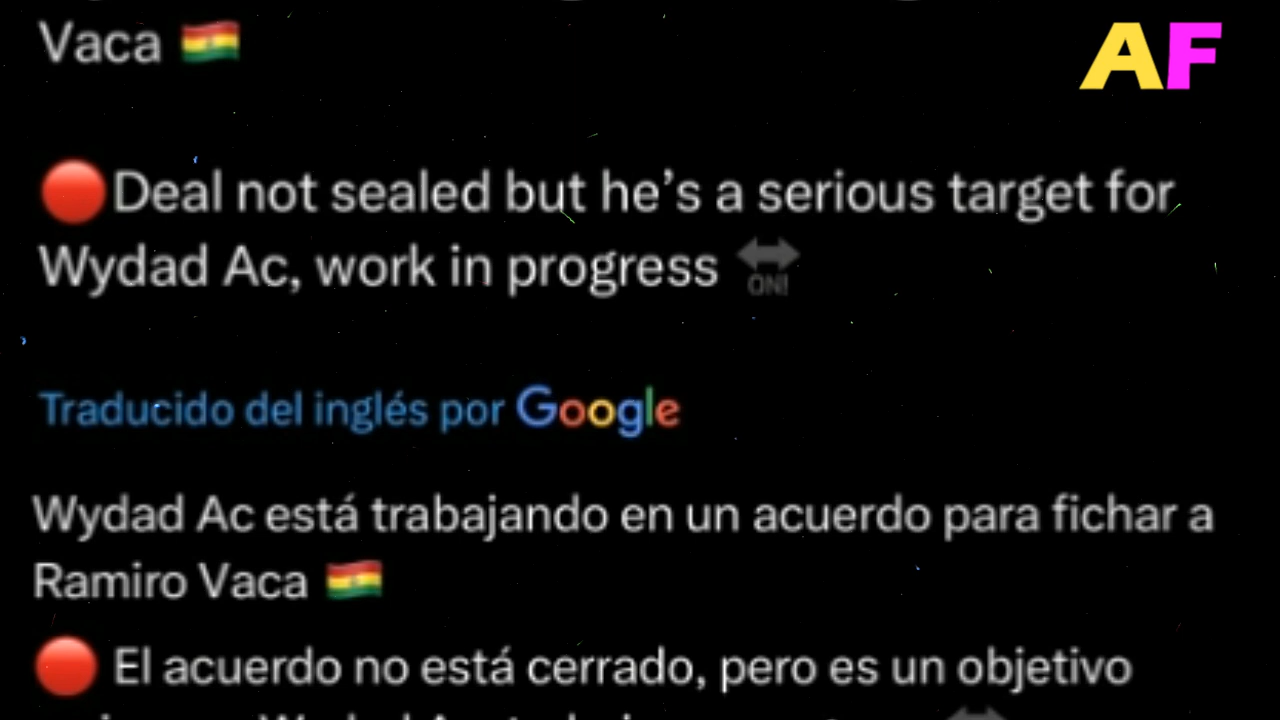 Vaca 🇧🇴
AF
🔴Deal not sealed but he’s a serious target for
Wydad Ac, work in progress 🔛
Traducido del inglés por Google
Wydad Ac está trabajando en un acuerdo para fichar a
Ramiro Vaca 🇧🇴
🔴 El acuerdo no está cerrado, pero es un objetivo